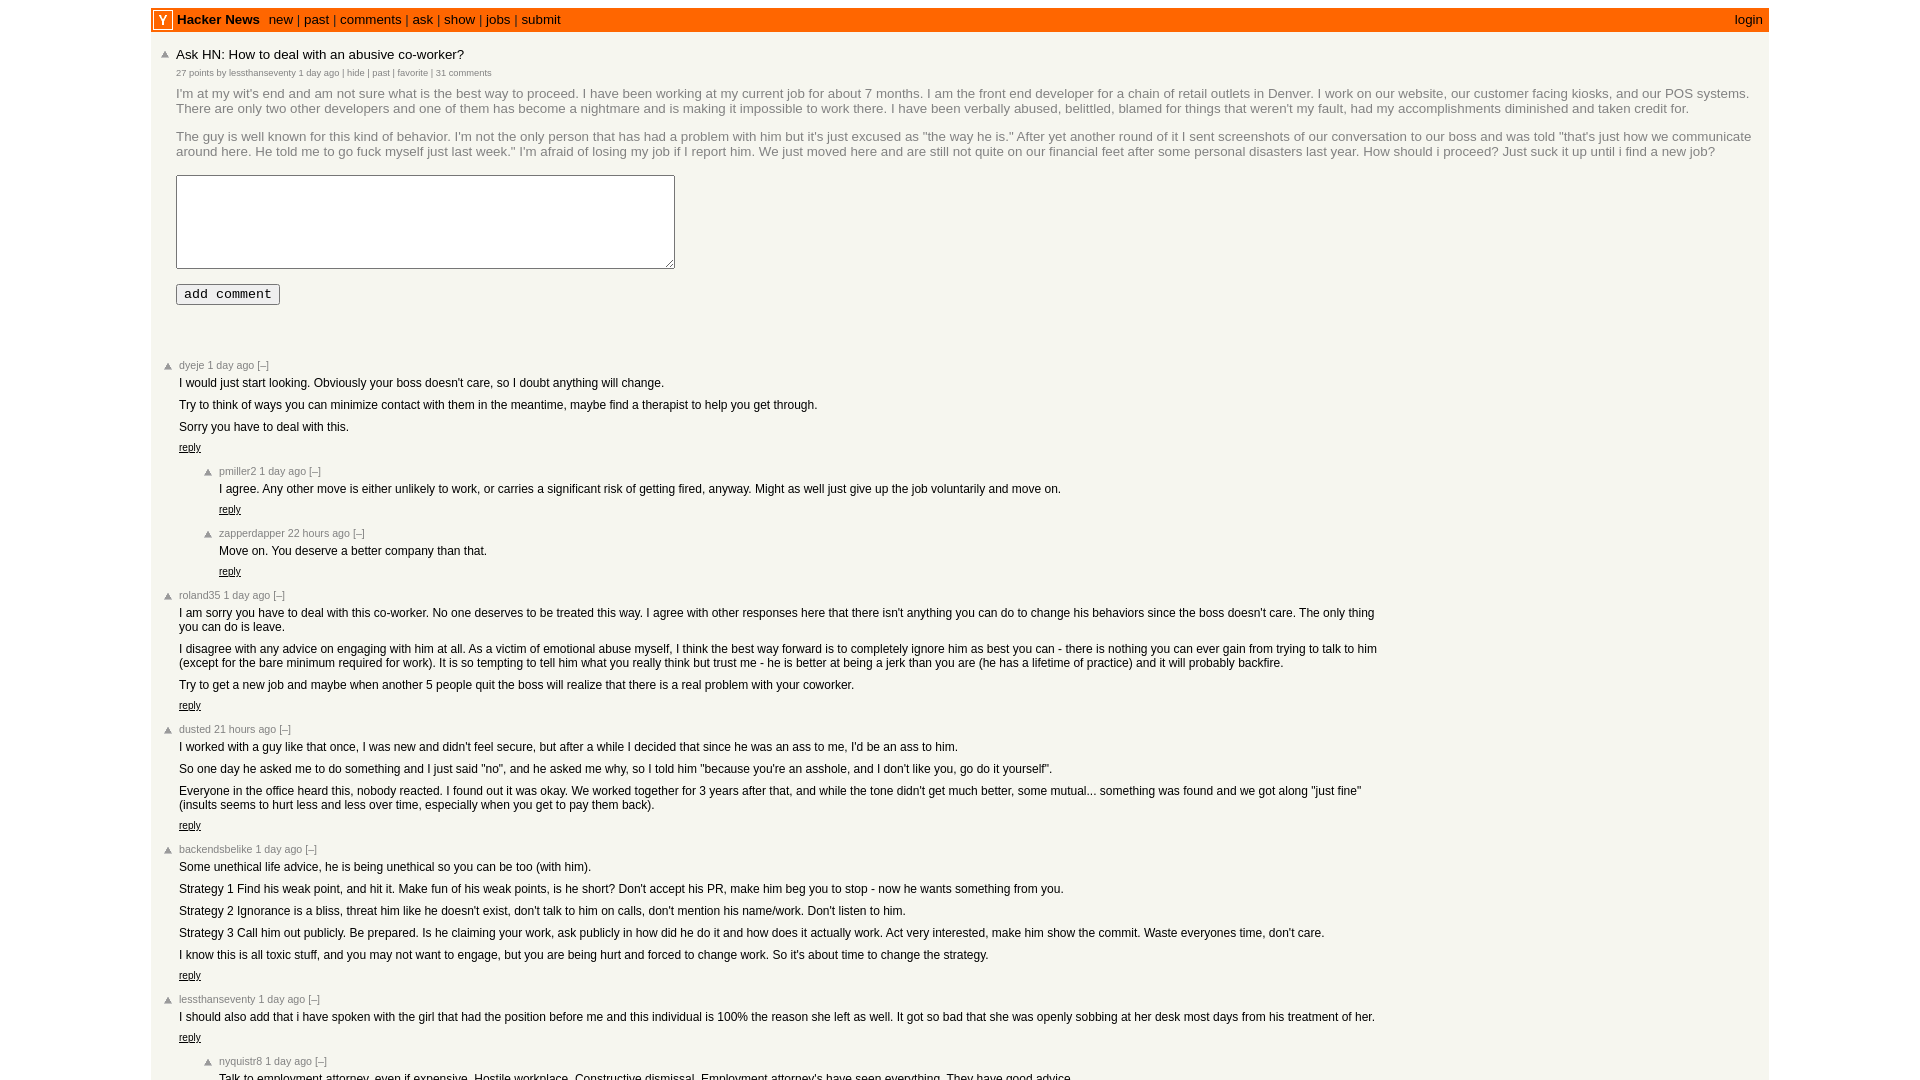 Y Hacker News new | past | comments | ask | show | jobs | submit login
Ask HN: How to deal with an abusive co-worker?
27 points by lessthanseventy 1 day ago | hide | past | favorite | 31 comments
I'm at my wit's end and am not sure what is the best way to proceed. I have been working at my current job for about 7 months. I am the front end developer for a chain of retail outlets in Denver. I work on our website, our customer facing kiosks, and our POS systems.
There are only two other developers and one of them has become a nightmare and is making it impossible to work there. I have been verbally abused, belittled, blamed for things that weren't my fault, had my accomplishments diminished and taken credit for.
The guy is well known for this kind of behavior. I'm not the only person that has had a problem with him but it's just excused as "the way he is." After yet another round of it I sent screenshots of our conversation to our boss and was told "that's just how we communicate
around here. He told me to go fuck myself just last week." I'm afraid of losing my job if I report him. We just moved here and are still not quite on our financial feet after some personal disasters last year. How should i proceed? Just suck it up until i find a new job?
add comment
dyeje 1 day ago [–]
I would just start looking. Obviously your boss doesn't care, so I doubt anything will change.
Try to think of ways you can minimize contact with them in the meantime, maybe find a therapist to help you get through.
Sorry you have to deal with this.
reply
pmiller2 1 day ago [–]
I agree. Any other move is either unlikely to work, or carries a significant risk of getting fired, anyway. Might as well just give up the job voluntarily and move on.
reply
zapperdapper 22 hours ago [–]
Move on. You deserve a better company than that.
reply
roland35 1 day ago [–]
I am sorry you have to deal with this co-worker. No one deserves to be treated this way. I agree with other responses here that there isn't anything you can do to change his behaviors since the boss doesn't care. The only thing
you can do is leave.
I disagree with any advice on engaging with him at all. As a victim of emotional abuse myself, I think the best way forward is to completely ignore him as best you can - there is nothing you can ever gain from trying to talk to him
(except for the bare minimum required for work). It is so tempting to tell him what you really think but trust me - he is better at being a jerk than you are (he has a lifetime of practice) and it will probably backfire.
Try to get a new job and maybe when another 5 people quit the boss will realize that there is a real problem with your coworker.
reply
dusted 21 hours ago [–]
I worked with a guy like that once, I was new and didn't feel secure, but after a while I decided that since he was an ass to me, I'd be an ass to him.
So one day he asked me to do something and I just said "no", and he asked me why, so I told him "because you're an asshole, and I don't like you, go do it yourself".
Everyone in the office heard this, nobody reacted. I found out it was okay. We worked together for 3 years after that, and while the tone didn't get much better, some mutual... something was found and we got along "just fine"
(insults seems to hurt less and less over time, especially when you get to pay them back).
reply
backendsbelike 1 day ago [–]
Some unethical life advice, he is being unethical so you can be too (with him).
Strategy 1 Find his weak point, and hit it. Make fun of his weak points, is he short? Don't accept his PR, make him beg you to stop - now he wants something from you.
Strategy 2 Ignorance is a bliss, threat him like he doesn't exist, don't talk to him on calls, don't mention his name/work. Don't listen to him.
Strategy 3 Call him out publicly. Be prepared. Is he claiming your work, ask publicly in how did he do it and how does it actually work. Act very interested, make him show the commit. Waste everyones time, don't care.
I know this is all toxic stuff, and you may not want to engage, but you are being hurt and forced to change work. So it's about time to change the strategy.
reply
lessthanseventy 1 day ago [–]
I should also add that i have spoken with the girl that had the position before me and this individual is 100% the reason she left as well. It got so bad that she was openly sobbing at her desk most days from his treatment of her.
reply
nyquistr8 1 day ago [–]
Talk to employment attorney, even if expensive. Hostile workplace. Constructive dismissal. Employment attorney's have seen everything. They have good advice.